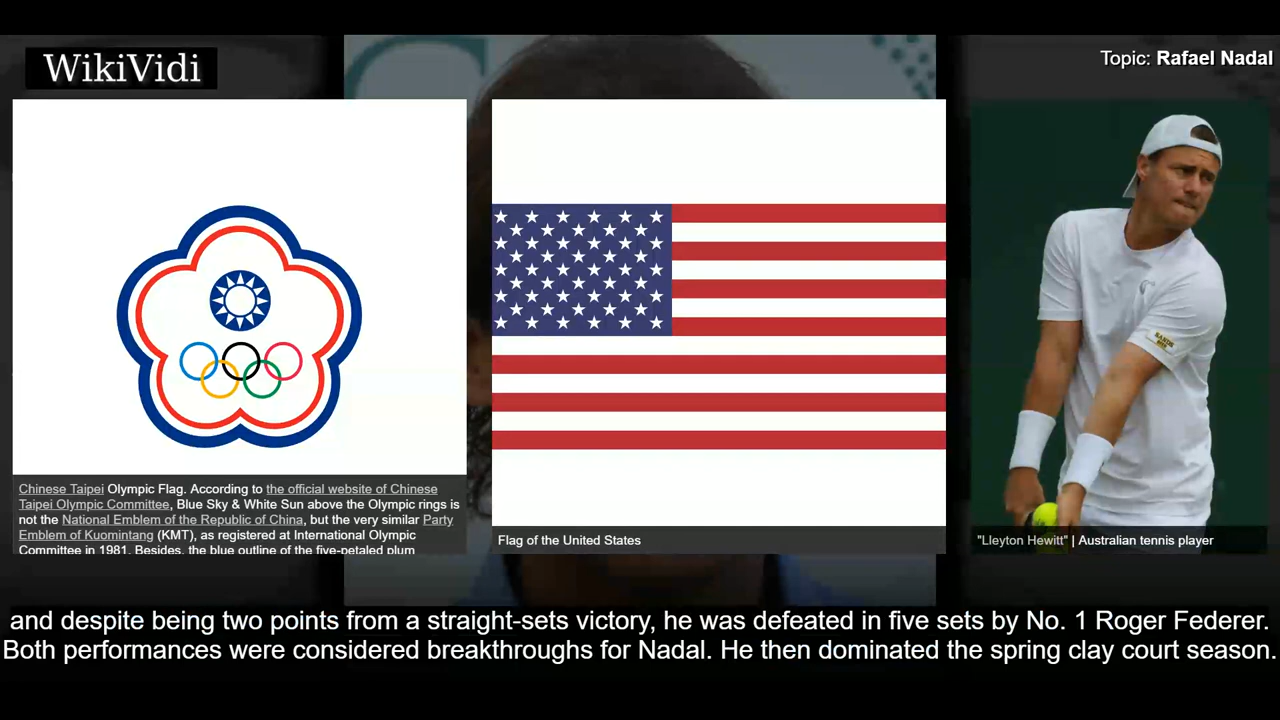 WikiVidi
Topic: Rafael Nadal
Chinese Taipei Olympic Flag. According to the official website of Chinese
Taipei Olympic Committee, Blue Sky & White Sun above the Olympic rings is
not the National Emblem of the Republic of China, but the very similar Party
Emblem of Kuomintang (KMT), as registered at International Olympic
Committee in 1981. Besides, the blue outline of the five-petaled plum
Flag of the United States
"Lleyton Hewitt" | Australian tennis player
and despite being two points from a straight-sets victory, he was defeated in five sets by No. 1 Roger Federer.
Both performances were considered breakthroughs for Nadal. He then dominated the spring clay court season.